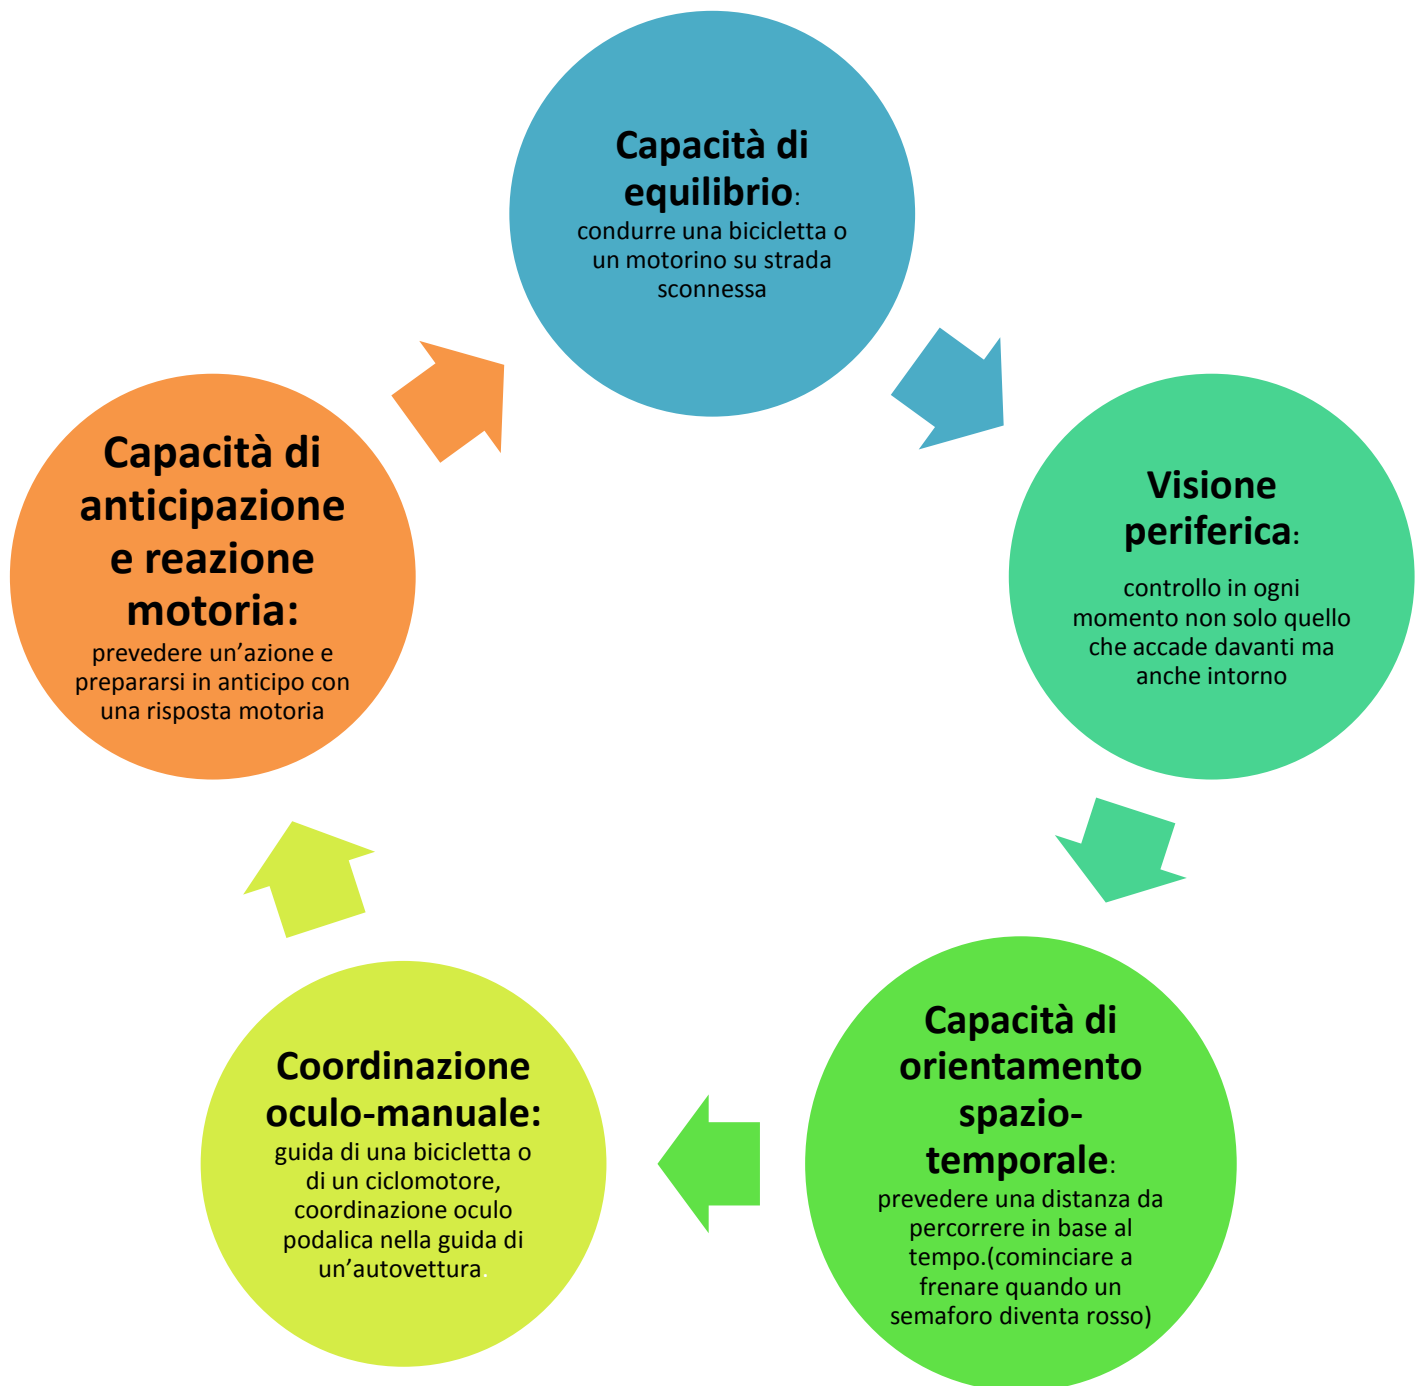 Capacità di
equilibrio:
condurre una bicicletta o
un motorino su strada
sconnessa
Visione
periferica:
controllo in ogni
momento non solo quello
che accade davanti ma
anche intorno
Capacità di
orientamento
spazio-
temporale:
prevedere una distanza da
percorrere in base al
tempo.(cominciare a
frenare quando un
semaforo diventa rosso)
Coordinazione
oculo-manuale:
guida di una bicicletta o
di un ciclomotore,
coordinazione oculo
podalica nella guida di
un’autovettura.
Capacità di
anticipazione
e reazione
motoria:
prevedere un’azione e
prepararsi in anticipo con
una risposta motoria